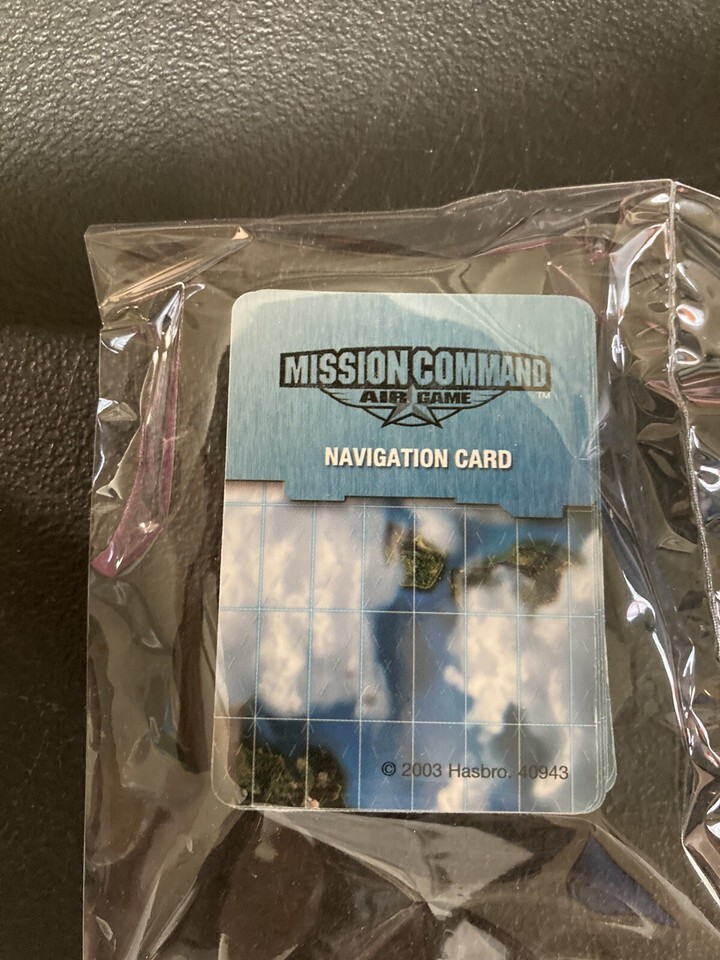 MISSION COMMAND
AIR GAME
TM
NAVIGATION CARD
© 2003 Hasbro. 40943